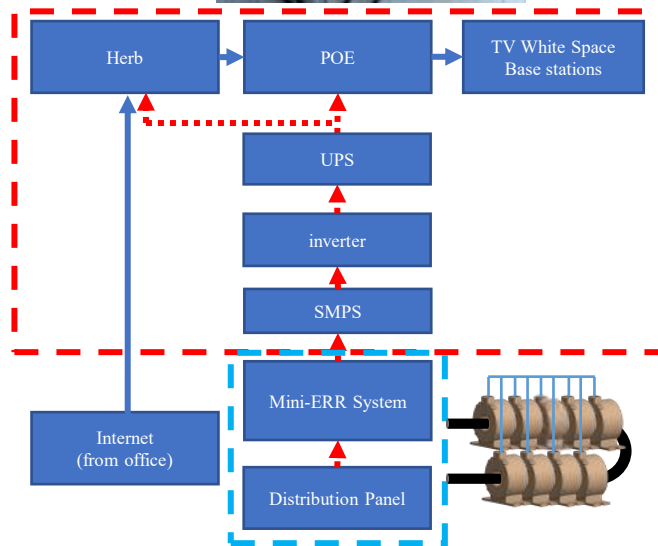 Herb
POE
TV White Space
Base stations
UPS
inverter
SMPS
Mini-ERR System
Internet
(from office)
Distribution Panel